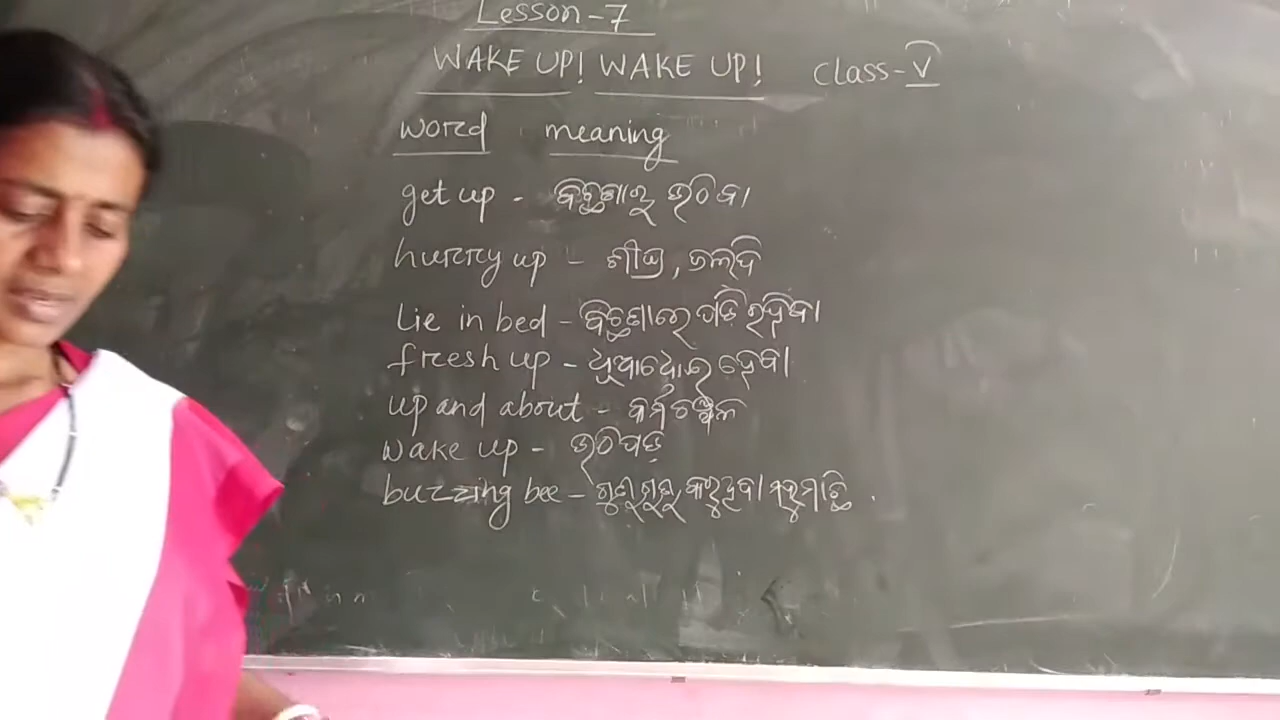 Lesson-7
WAKE UP! WAKE UP! Class-V
word meaning
get up - ବିଛଣାରୁ ଉଠିବା
hurry up - ଶୀଘ୍ର, ଜଲଦି
Lie in bed - ବିଛଣାରେ ପଡ଼ି ରହିବା
fresh up - ଧୁଆଧୋଇ ହେବା
up and about - କର୍ମଚଞ୍ଚଳ
wake up - ଉଠିପଡ଼
buzzing bee - ଗୁଣୁଗୁଣୁ କରୁଥିବା ମହୁମାଛି .